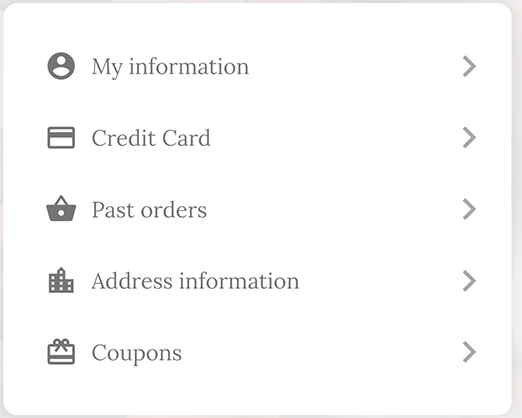 My information
Credit Card
Past orders
Address information
Coupons